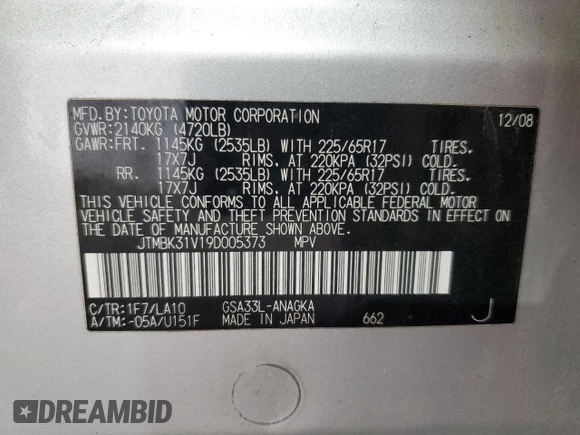 MFD.BY:TOYOTA MOTOR CORPORATION 12/08
GVWR:2140KG (4720LB)
GAWR:FRT. 1145KG (2535LB) WITH 225/65R17 TIRES.
17X7J RIMS. AT 220KPA (32PSI) COLD.
RR. 1145KG (2535LB) WITH 225/65R17 TIRES.
17X7J RIMS. AT 220KPA (32PSI) COLD.
THIS VEHICLE CONFORMS TO ALL APPLICABLE FEDERAL MOTOR
VEHICLE SAFETY AND THEFT PREVENTION STANDARDS IN EFFECT ON
THE DATE OF MANUFACTURE SHOWN ABOVE.
JTMBK31V19D005373 MPV
C/TR:1F7/LA10 GSA33L-ANAGKA
A/TM:-05A/U151F MADE IN JAPAN 662 J
DREAMBID